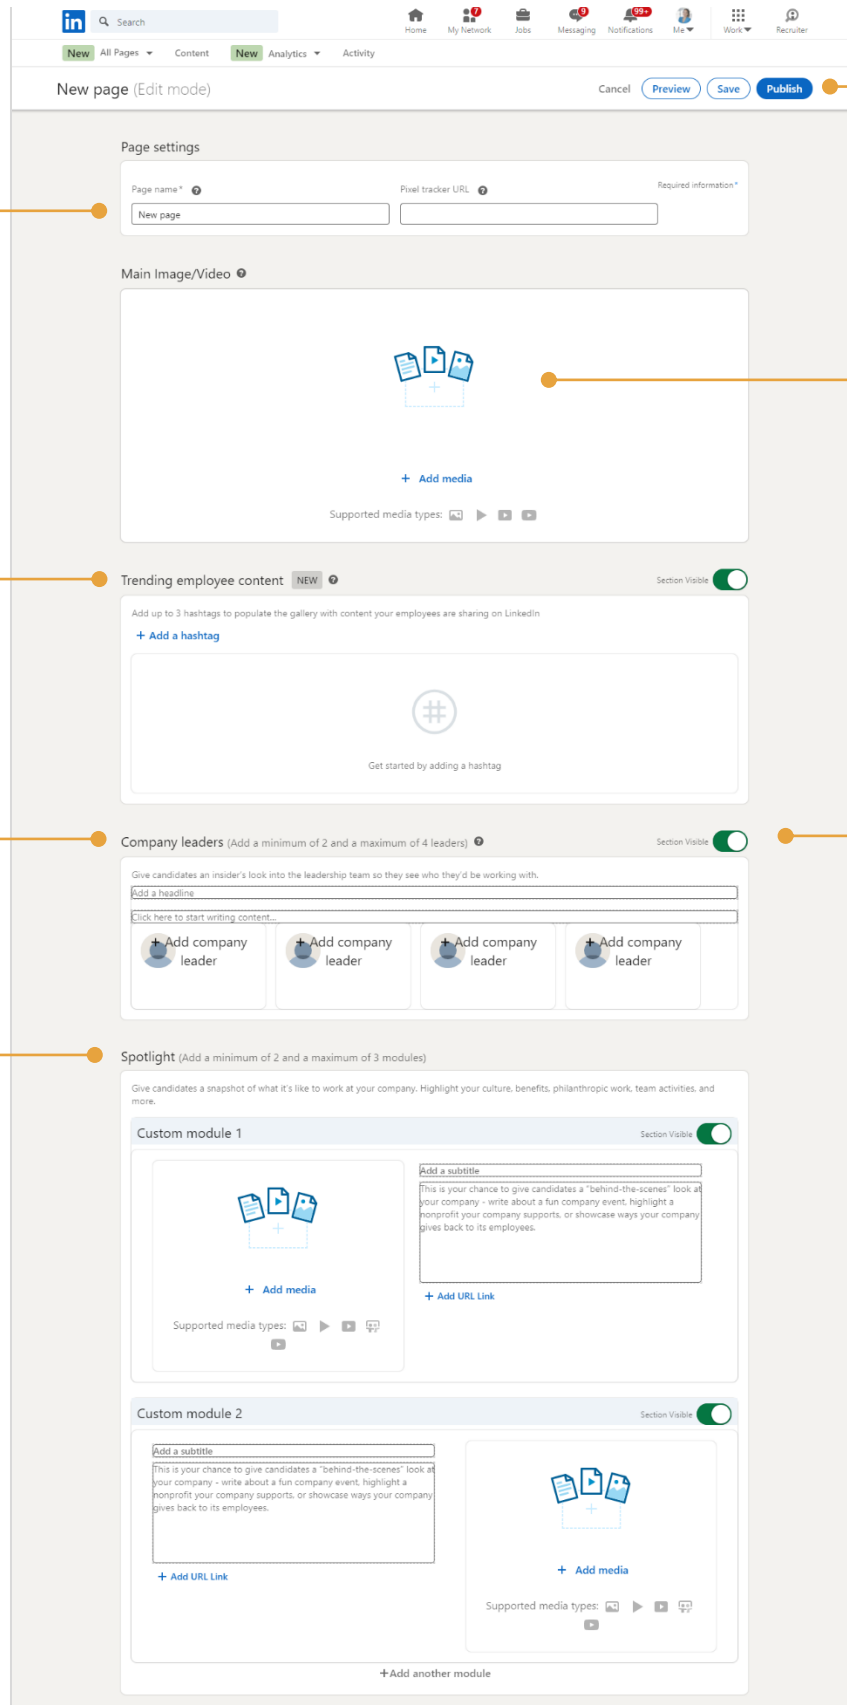 in Search
Home My Network 7 Jobs Messaging 9 Notifications 99+ Me Work Recruiter
New All Pages Content New Analytics Activity
New page (Edit mode) Cancel Preview Save Publish
Page settings
Page name* Pixel tracker URL Required information*
New page
Main Image/Video
+ Add media
Supported media types:
Trending employee content NEW Section Visible
Add up to 3 hashtags to populate the gallery with content your employees are sharing on LinkedIn
+ Add a hashtag
#
Get started by adding a hashtag
Company leaders (Add a minimum of 2 and a maximum of 4 leaders) Section Visible
Give candidates an insider's look into the leadership team so they see who they'd be working with.
Add a headline
Click here to start writing content...
+ Add company + Add company + Add company + Add company
leader leader leader leader
Spotlight (Add a minimum of 2 and a maximum of 3 modules)
Give candidates a snapshot of what it's like to work at your company. Highlight your culture, benefits, philanthropic work, team activities, and
more.
Custom module 1 Section Visible
Add a subtitle
This is your chance to give candidates a "behind-the-scenes" look at
your company - write about a fun company event, highlight a
nonprofit your company supports, or showcase ways your company
gives back to its employees.
+ Add media
+ Add URL Link
Supported media types:
Custom module 2 Section Visible
Add a subtitle
This is your chance to give candidates a "behind-the-scenes" look at
your company - write about a fun company event, highlight a
nonprofit your company supports, or showcase ways your company
gives back to its employees.
+ Add URL Link
+ Add media
Supported media types:
+Add another module